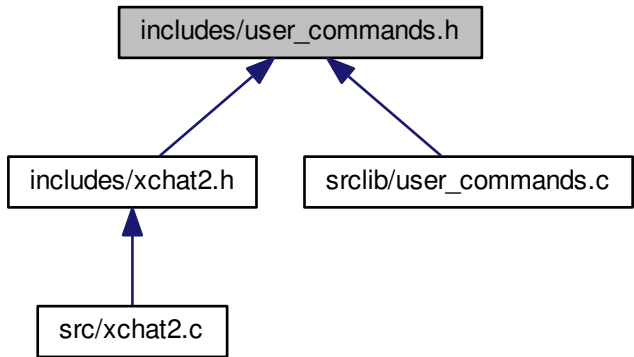 includes/user_commands.h
includes/xchat2.h
srclib/user_commands.c
src/xchat2.c